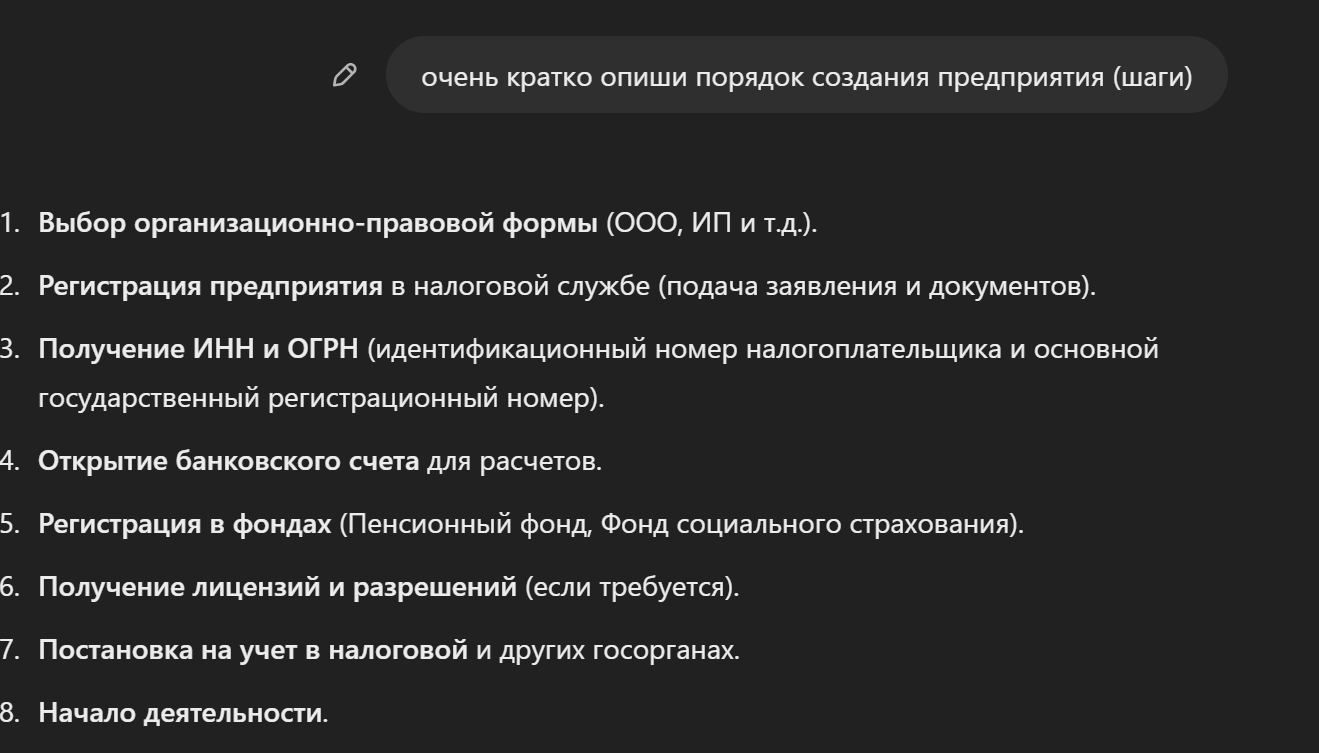 очень кратко опиши порядок создания предприятия (шаги)
1. Выбор организационно-правовой формы (ООО, ИП и т.д.).
2. Регистрация предприятия в налоговой службе (подача заявления и документов).
3. Получение ИНН и ОГРН (идентификационный номер налогоплательщика и основной
государственный регистрационный номер).
4. Открытие банковского счета для расчетов.
5. Регистрация в фондах (Пенсионный фонд, Фонд социального страхования).
6. Получение лицензий и разрешений (если требуется).
7. Постановка на учет в налоговой и других госорганах.
8. Начало деятельности.